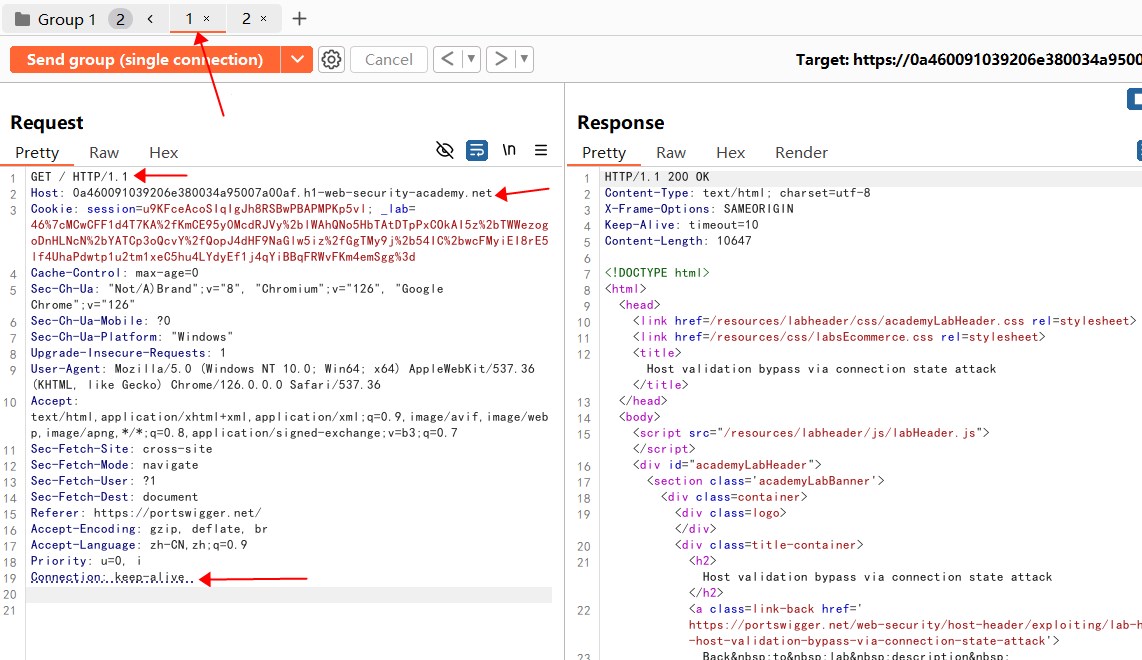 Group 1 2 < 1 × 2 × +
Send group (single connection) Cancel < >
Target: https://0a460091039206e380034a9500
Request
Pretty Raw Hex \n
1 GET / HTTP/1.1
2 Host: 0a460091039206e380034a95007a00af.h1-web-security-academy.net
3 Cookie: session=
_lab=
4 Cache-Control: max-age=0
5 Sec-Ch-Ua: "Not/A)Brand";v="8", "Chromium";v="126", "Google
Chrome";v="126"
6 Sec-Ch-Ua-Mobile: ?0
7 Sec-Ch-Ua-Platform: "Windows"
8 Upgrade-Insecure-Requests: 1
9 User-Agent: Mozilla/5.0 (Windows NT 10.0; Win64; x64) AppleWebKit/537.36
(KHTML, like Gecko) Chrome/126.0.0.0 Safari/537.36
10 Accept:
text/html,application/xhtml+xml,application/xml;q=0.9,image/avif,image/web
p,image/apng,*/*;q=0.8,application/signed-exchange;v=b3;q=0.7
11 Sec-Fetch-Site: cross-site
12 Sec-Fetch-Mode: navigate
13 Sec-Fetch-User: ?1
14 Sec-Fetch-Dest: document
15 Referer: https://portswigger.net/
16 Accept-Encoding: gzip, deflate, br
17 Accept-Language: zh-CN,zh;q=0.9
18 Priority: u=0, i
19 Connection: keep-alive
20
21
Response
Pretty Raw Hex Render
1 HTTP/1.1 200 OK
2 Content-Type: text/html; charset=utf-8
3 X-Frame-Options: SAMEORIGIN
4 Keep-Alive: timeout=10
5 Content-Length: 10647
6
7 <!DOCTYPE html>
8 <html>
9 <head>
10 <link href=/resources/labheader/css/academyLabHeader.css rel=stylesheet>
11 <link href=/resources/css/labsEcommerce.css rel=stylesheet>
12 <title>
Host validation bypass via connection state attack
</title>
13 </head>
14 <body>
15 <script src="/resources/labheader/js/labHeader.js">
</script>
16 <div id="academyLabHeader">
17 <section class='academyLabBanner'>
18 <div class=container>
19 <div class=logo>
</div>
20 <div class=title-container>
21 <h2>
Host validation bypass via connection state attack
</h2>
22 <a class=link-back href='
https://portswigger.net/web-security/host-header/exploiting/lab-h
-host-validation-bypass-via-connection-state-attack'>
23 Back&nbsp;to&nbsp;lab&nbsp;description&nbsp;